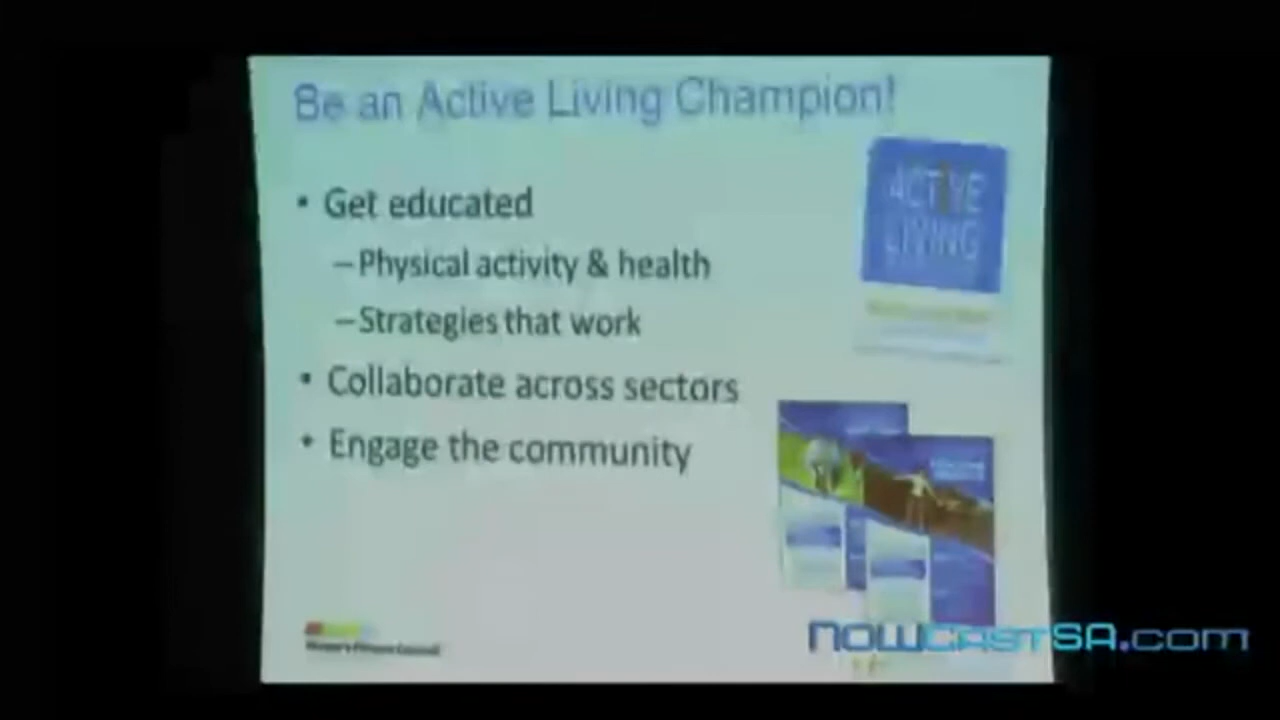 Be an Active Living Champion!
• Get educated
–Physical activity & health
–Strategies that work
• Collaborate across sectors
• Engage the community
ACTIVE
LIVING
NOWCASTSA.com